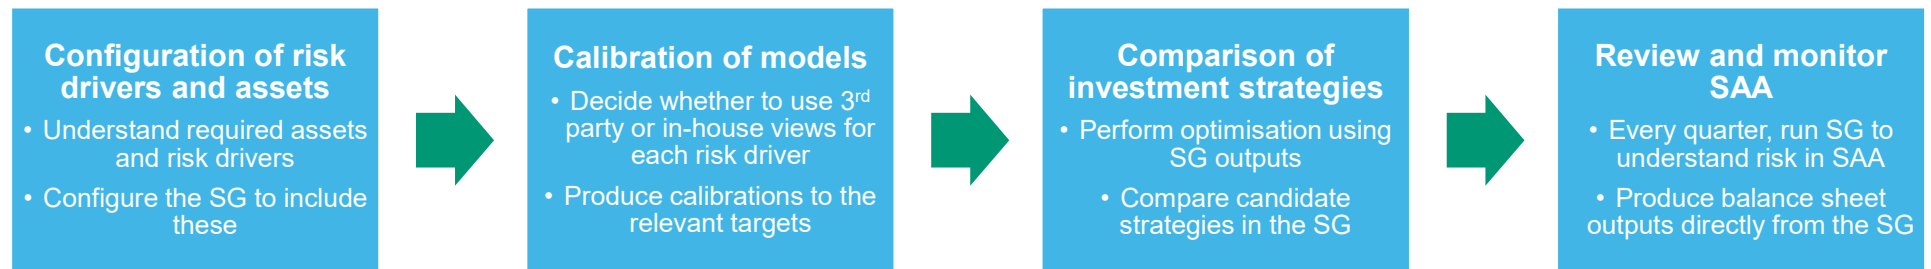 Configuration of risk
drivers and assets
• Understand required assets
and risk drivers
• Configure the SG to include
these
Calibration of models
• Decide whether to use 3rd
party or in-house views for
each risk driver
• Produce calibrations to the
relevant targets
Comparison of
investment strategies
• Perform optimisation using
SG outputs
• Compare candidate
strategies in the SG
Review and monitor
SAA
• Every quarter, run SG to
understand risk in SAA
• Produce balance sheet
outputs directly from the SG